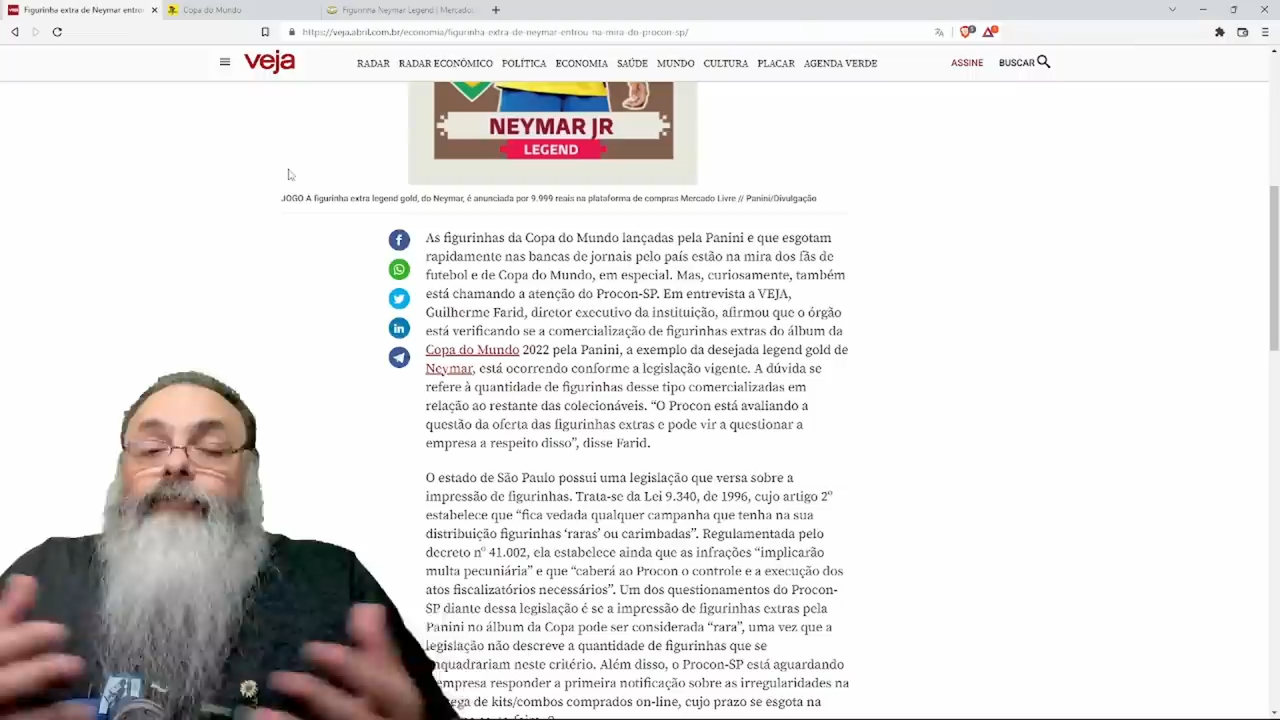 Figurinha extra de Neymar entrou
Copa do Mundo
Figurinha Neymar Legend | Mercado
https://veja.abril.com.br/economia/figurinha-extra-de-neymar-entrou-na-mira-do-procon-sp/
veja
RADAR RADAR ECONÔMICO POLÍTICA ECONOMIA SAÚDE MUNDO CULTURA PLACAR AGENDA VERDE
ASSINE BUSCAR
NEYMAR JR
LEGEND
JOGO A figurinha extra legend gold, do Neymar, é anunciada por 9.999 reais na plataforma de compras Mercado Livre // Panini/Divulgação
As figurinhas da Copa do Mundo lançadas pela Panini e que esgotam
rapidamente nas bancas de jornais pelo país estão na mira dos fãs de
futebol e de Copa do Mundo, em especial. Mas, curiosamente, também
está chamando a atenção do Procon-SP. Em entrevista a VEJA,
Guilherme Farid, diretor executivo da instituição, afirmou que o órgão
está verificando se a comercialização de figurinhas extras do álbum da
Copa do Mundo 2022 pela Panini, a exemplo da desejada legend gold de
Neymar, está ocorrendo conforme a legislação vigente. A dúvida se
refere à quantidade de figurinhas desse tipo comercializadas em
relação ao restante das colecionáveis. “O Procon está avaliando a
questão da oferta das figurinhas extras e pode vir a questionar a
empresa a respeito disso”, disse Farid.
O estado de São Paulo possui uma legislação que versa sobre a
impressão de figurinhas. Trata-se da Lei 9.340, de 1996, cujo artigo 2º
estabelece que “fica vedada qualquer campanha que tenha na sua
distribuição figurinhas ‘raras’ ou carimbadas”. Regulamentada pelo
decreto nº 41.002, ela estabelece ainda que as infrações “implicarão
multa pecuniária” e que “caberá ao Procon o controle e a execução dos
atos fiscalizatórios necessários”. Um dos questionamentos do Procon-
SP diante dessa legislação é se a impressão de figurinhas extras pela
Panini no álbum da Copa pode ser considerada “rara”, uma vez que a
legislação não descreve a quantidade de figurinhas que se
nquadrariam neste critério. Além disso, o Procon-SP está aguardando
empresa responder a primeira notificação sobre as irregularidades na
ega de kits/combos comprados on-line, cujo prazo se esgota na